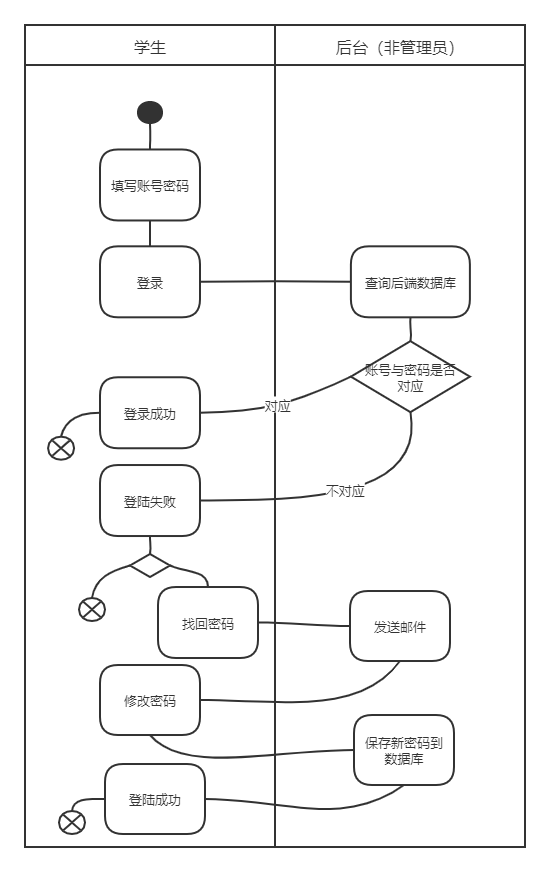 学生
后台（非管理员）
填写账号密码
登录
查询后端数据库
账号与密码是否
对应
对应
登录成功
不对应
登陆失败
找回密码
发送邮件
修改密码
保存新密码到
数据库
登陆成功